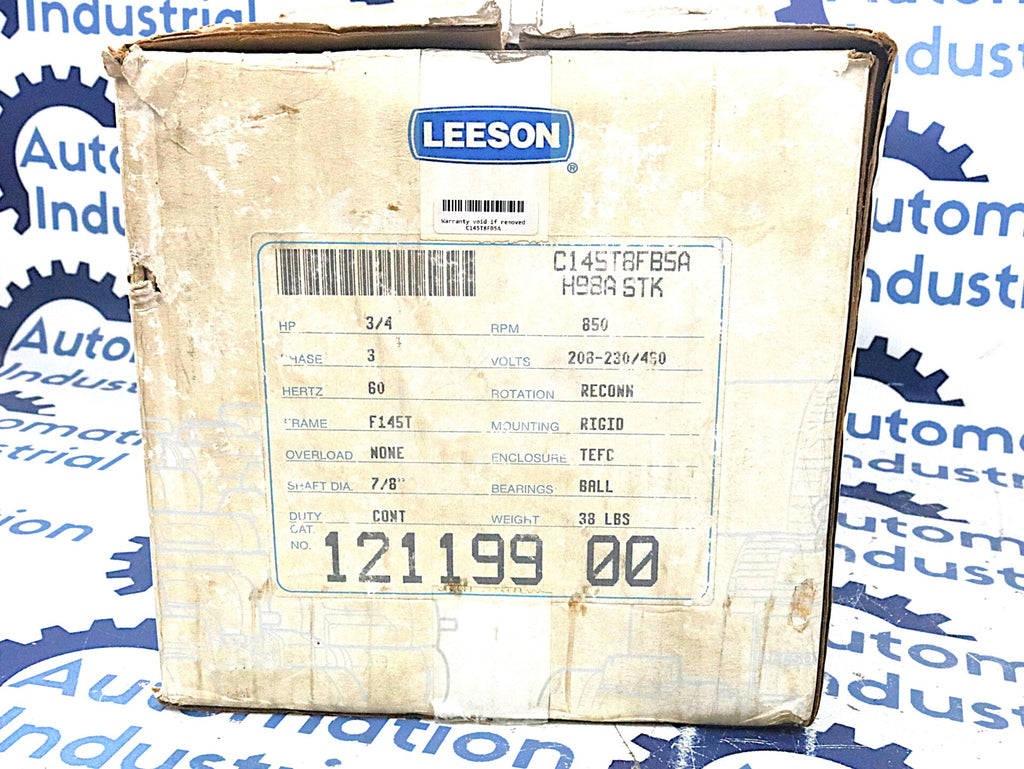 LEESON
®
Warranty void if removed
C145T8FB5A
C145T8FB5A
H98A STK
HP 3/4 RPM 850
PHASE 3 VOLTS 208-230/460
HERTZ 60 ROTATION RECONN
FRAME F145T MOUNTING RIGID
OVERLOAD NONE ENCLOSURE TEFC
SHAFT DIA. 7/8" BEARINGS BALL
DUTY CONT WEIGHT 38 LBS
CAT.
NO. 121199 00
Automation
Industrial
Automation
Industrial